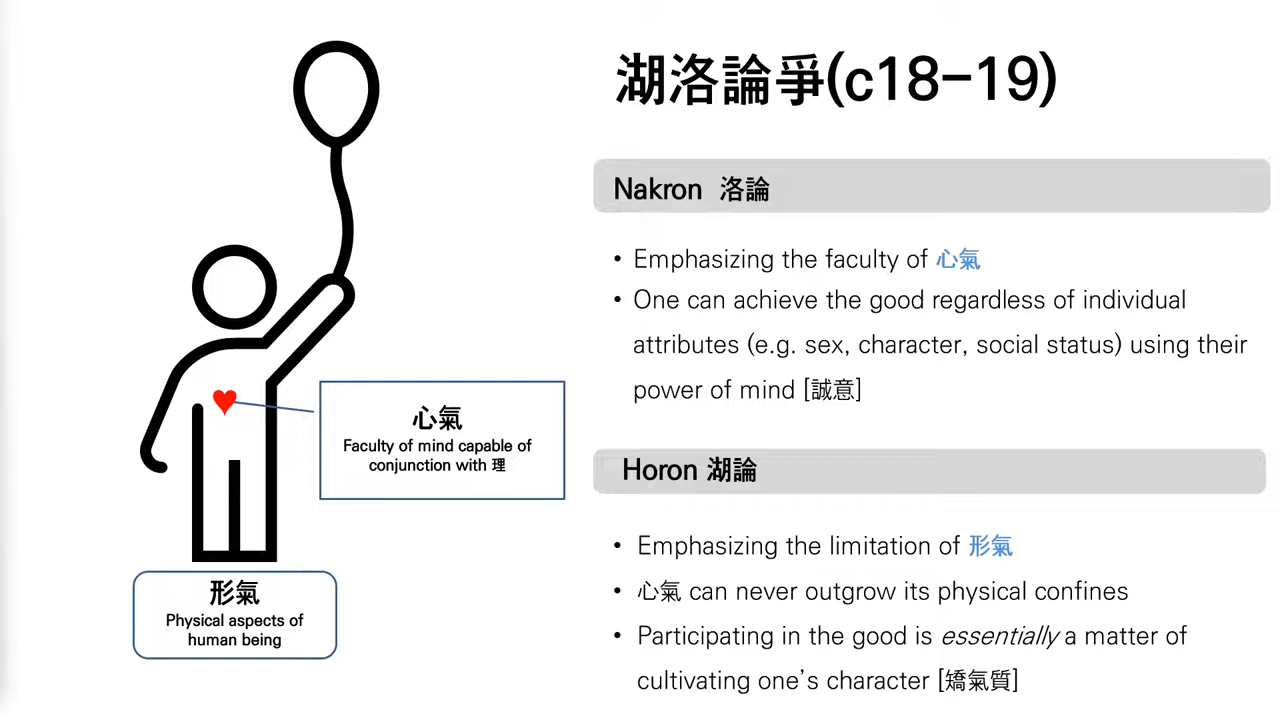 湖洛論爭(c18-19)
Nakron 洛論
• Emphasizing the faculty of 心氣
• One can achieve the good regardless of individual
attributes (e.g. sex, character, social status) using their
power of mind [誠意]
心氣
Faculty of mind capable of
conjunction with 理
Horon 湖論
• Emphasizing the limitation of 形氣
• 心氣 can never outgrow its physical confines
• Participating in the good is essentially a matter of
cultivating one’s character [矯氣質]
形氣
Physical aspects of
human being